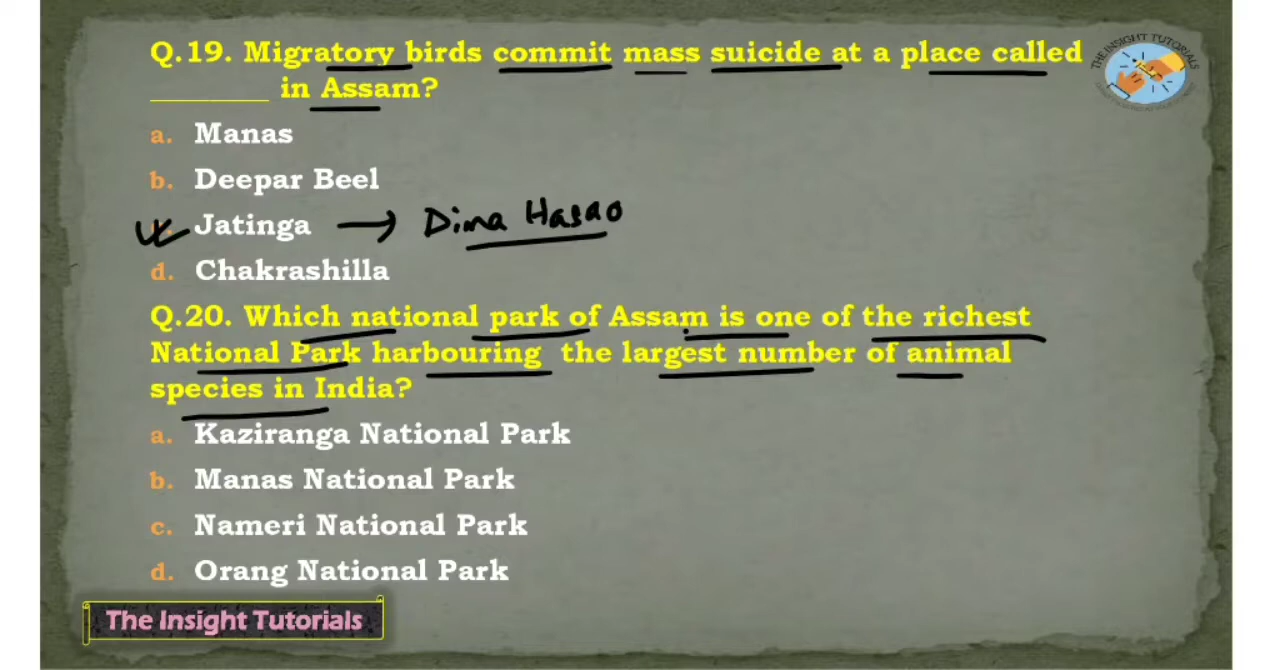 Q.19. Migratory birds commit mass suicide at a place called
________ in Assam?
a. Manas
b. Deepar Beel
Jatinga → Dima Hasao
d. Chakrashilla
Q.20. Which national park of Assam is one of the richest
National Park harbouring the largest number of animal
species in India?
a. Kaziranga National Park
b. Manas National Park
c. Nameri National Park
d. Orang National Park
The Insight Tutorials
THE INSIGHT TUTORIALS